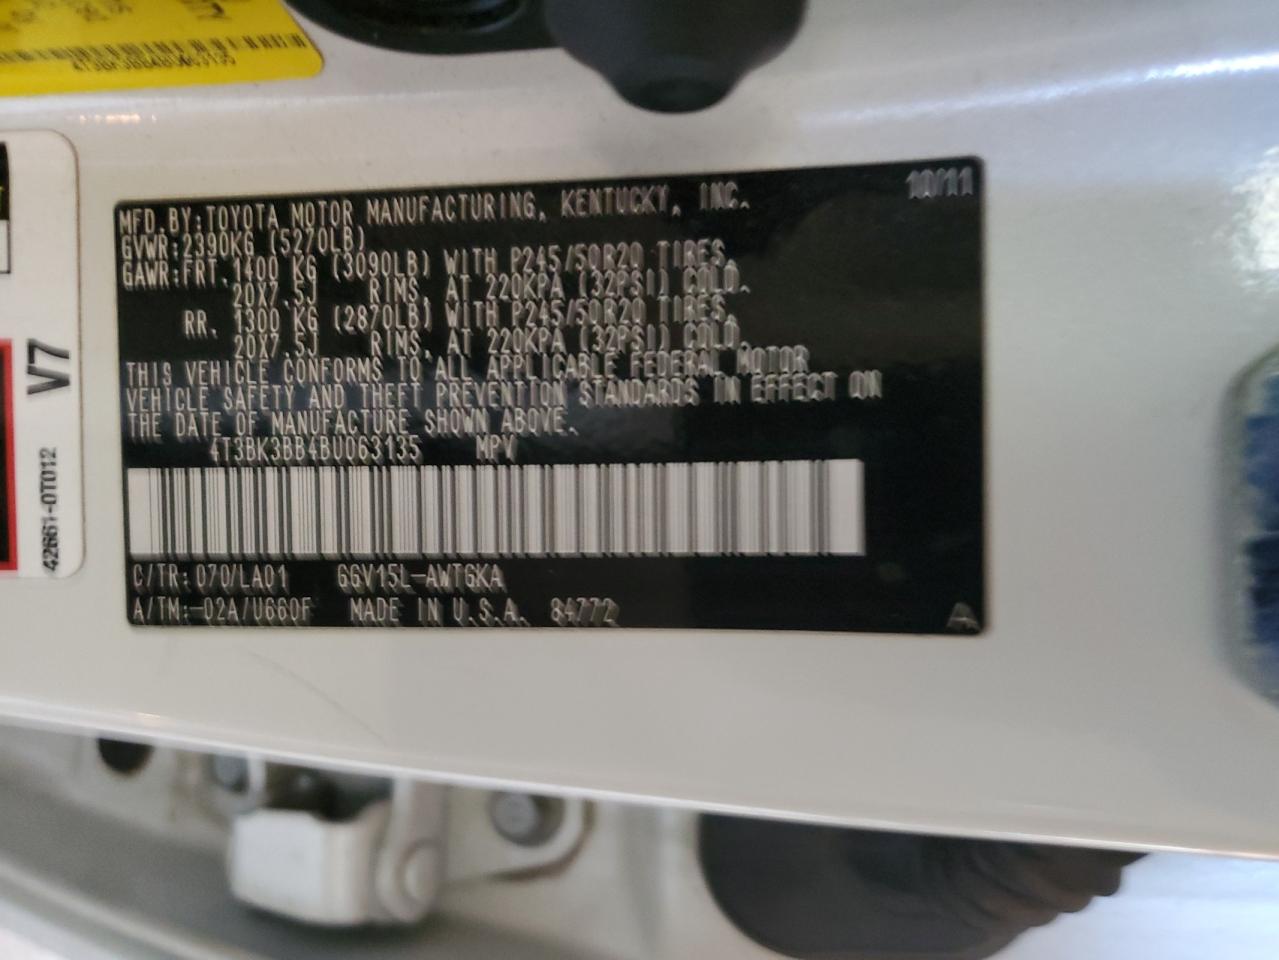 4T3BK3BB4BU063135
V7
42661-0T012
10/11
MFD.BY:TOYOTA MOTOR MANUFACTURING, KENTUCKY, INC.
GVWR:2390KG (5270LB)
GAWR:FRT.1400 KG (3090LB) WITH P245/50R20 TIRES,
20X7.5J RIMS, AT 220KPA (32PSI) COLD.
RR. 1300 KG (2870LB) WITH P245/50R20 TIRES,
20X7.5J RIMS, AT 220KPA (32PSI) COLD.
THIS VEHICLE CONFORMS TO ALL APPLICABLE FEDERAL MOTOR
VEHICLE SAFETY AND THEFT PREVENTION STANDARDS IN EFFECT ON
THE DATE OF MANUFACTURE SHOWN ABOVE.
4T3BK3BB4BU063135 MPV
C/TR:070/LA01 GGV15L-AWTGKA
A/TM:-02A/U660F MADE IN U.S.A. 84772
A